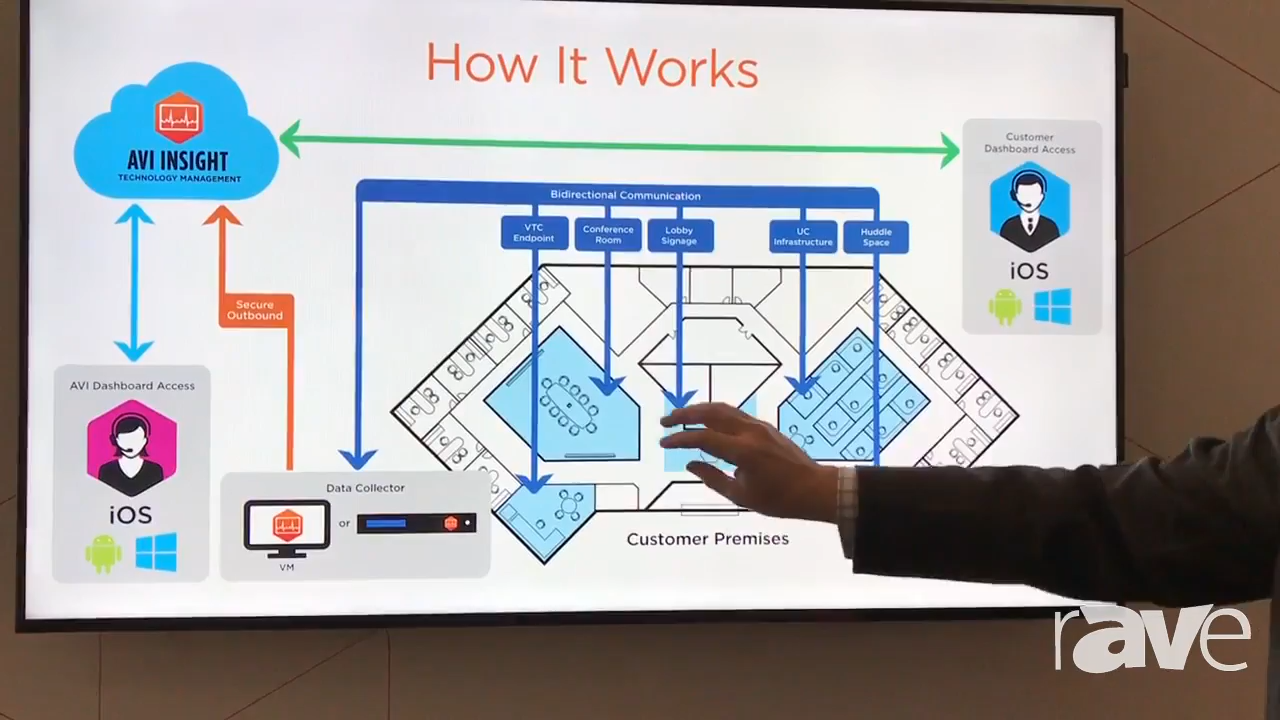 How It Works
AVI INSIGHT
TECHNOLOGY MANAGEMENT
Customer
Dashboard Access
iOS
Bidirectional Communication
VTC
Endpoint
Conference
Room
Lobby
Signage
UC
Infrastructure
Huddle
Space
Secure
Outbound
AVI Dashboard Access
iOS
Data Collector
or
VM
Customer Premises
rAVe